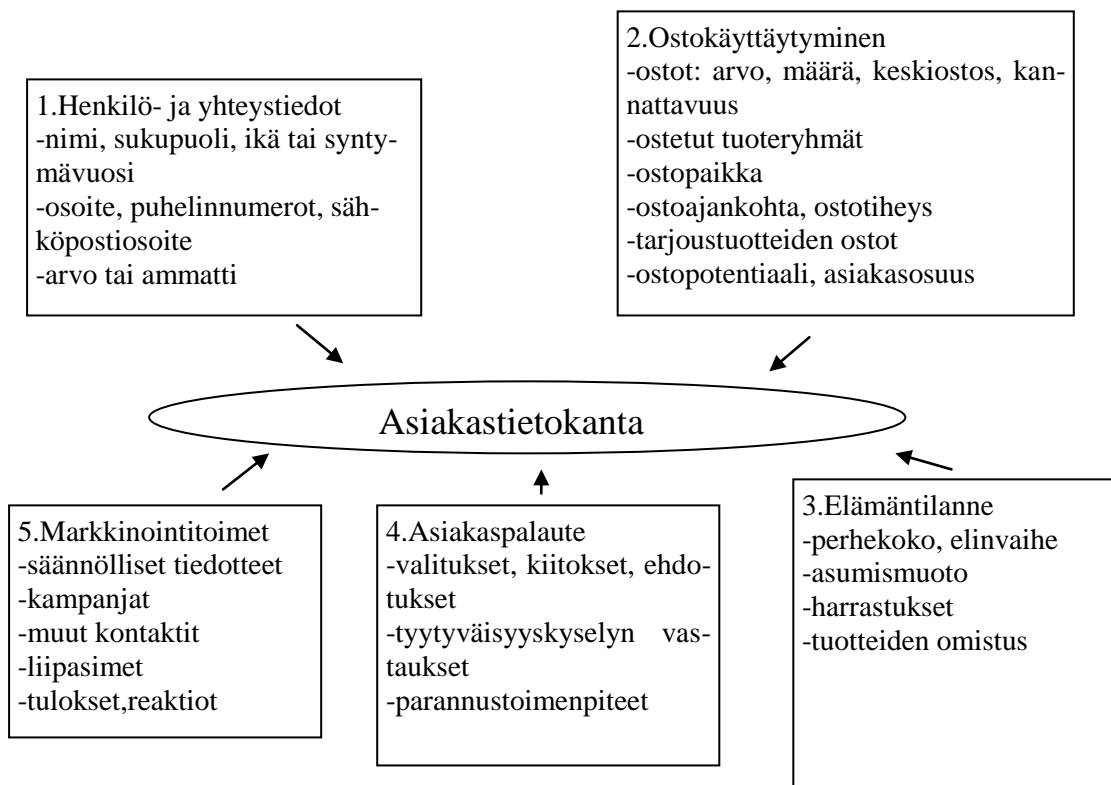 1.Henkilö- ja yhteystiedot
-nimi, sukupuoli, ikä tai synty-
mävuosi
-osoite, puhelinnumerot, säh-
köpostiosoite
-arvo tai ammatti
2.Ostokäyttäytyminen
-ostot: arvo, määrä, keskiostos, kan-
nattavuus
-ostetut tuoteryhmät
-ostopaikka
-ostoajankohta, ostotiheys
-tarjoustuotteiden ostot
-ostopotentiaali, asiakasosuus
Asiakastietokanta
5.Markkinointitoimet
-säännölliset tiedotteet
-kampanjat
-muut kontaktit
-liipasimet
-tulokset,reaktiot
4.Asiakaspalaute
-valitukset, kiitokset, ehdo-
tukset
-tyytyväisyyskyselyn vas-
taukset
-parannustoimenpiteet
3.Elämäntilanne
-perhekoko, elinvaihe
-asumismuoto
-harrastukset
-tuotteiden omistus